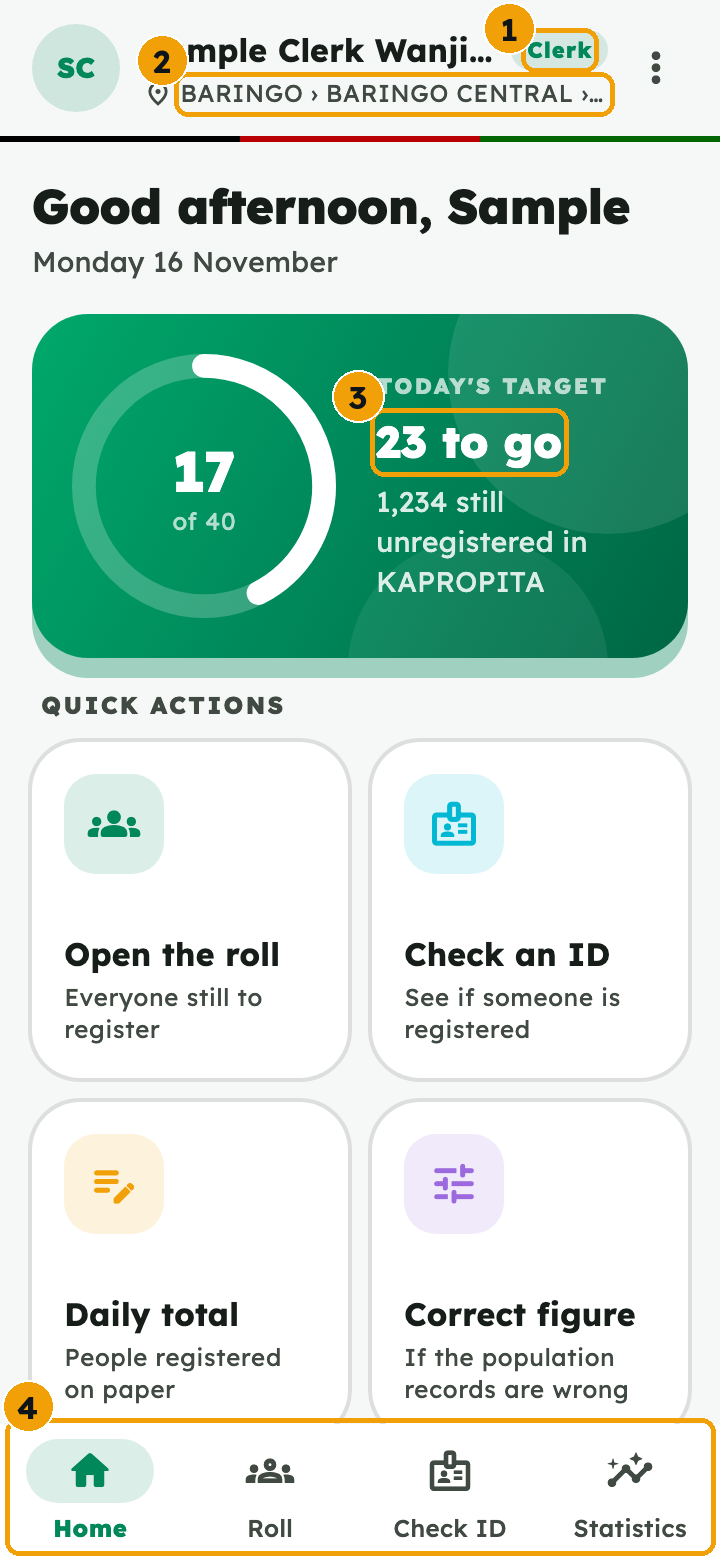 SC
mple Clerk Wanji...
1
Clerk
2
BARINGO › BARINGO CENTRAL ›...
Good afternoon, Sample
Monday 16 November
17
of 40
3
TODAY'S TARGET
23 to go
1,234 still
unregistered in
KAPROPITA
QUICK ACTIONS
Open the roll
Everyone still to
register
Check an ID
See if someone is
registered
Daily total
People registered
on paper
Correct figure
If the population
records are wrong
4
Home
Roll
Check ID
Statistics